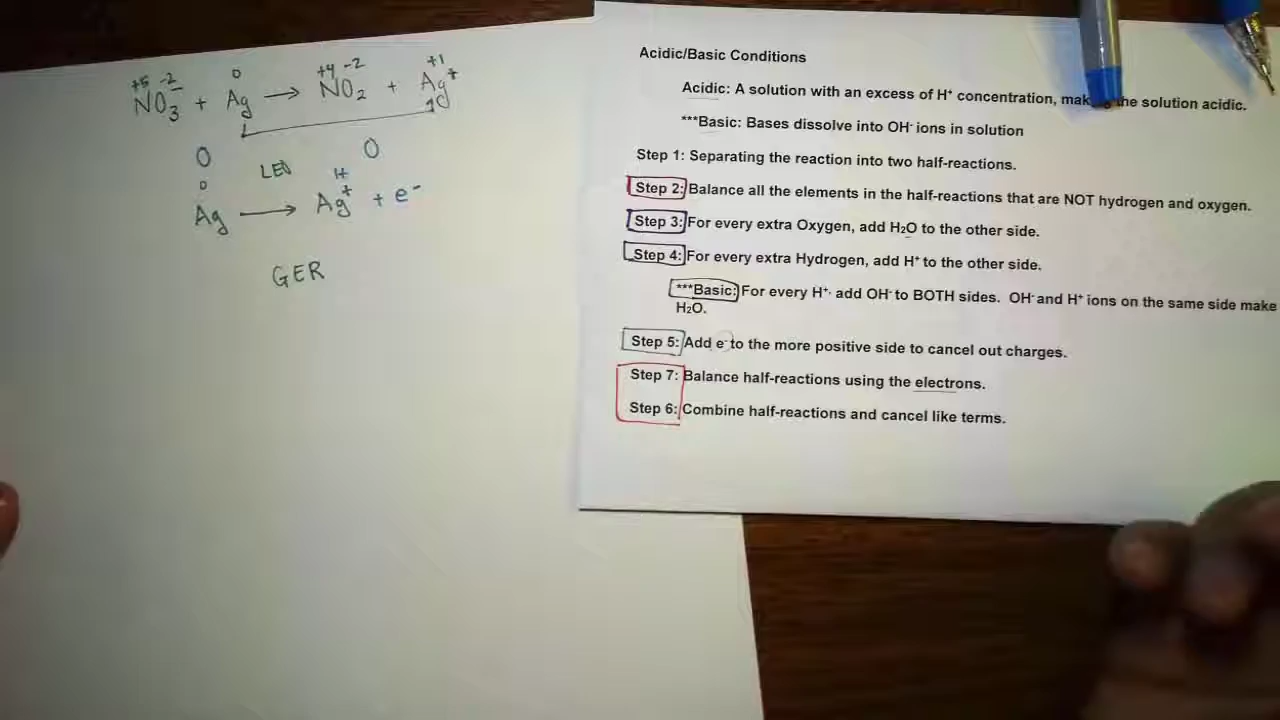 +5 -2 0 +4 -2 +1
NO₃⁻ + Ag → NO₂ + Ag⁺
O O
LEO
0 +1
Ag → Ag⁺ + e⁻
GER
Acidic/Basic Conditions
Acidic: A solution with an excess of H⁺ concentration, the solution acidic.
***Basic: Bases dissolve into OH⁻ ions in solution
Step 1: Separating the reaction into two half-reactions.
Step 2: Balance all the elements in the half-reactions that are NOT hydrogen and oxygen.
Step 3: For every extra Oxygen, add H₂O to the other side.
Step 4: For every extra Hydrogen, add H⁺ to the other side.
***Basic: For every H⁺, add OH⁻ to BOTH sides. OH⁻ and H⁺ ions on the same side make
H₂O.
Step 5: Add e⁻ to the more positive side to cancel out charges.
Step 7: Balance half-reactions using the electrons.
Step 6: Combine half-reactions and cancel like terms.